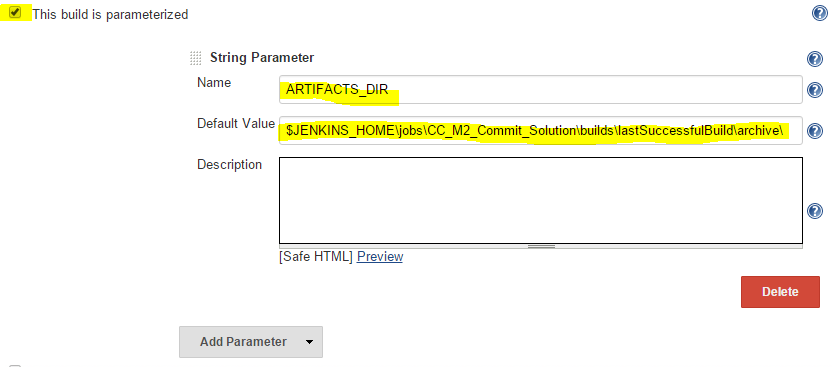 This build is parameterized
String Parameter
Name
ARTIFACTS_DIR
Default Value
$JENKINS_HOME\jobs\CC_M2_Commit_Solution\builds\lastSuccessfulBuild\archive\
Description
[Safe HTML] Preview
Delete
Add Parameter